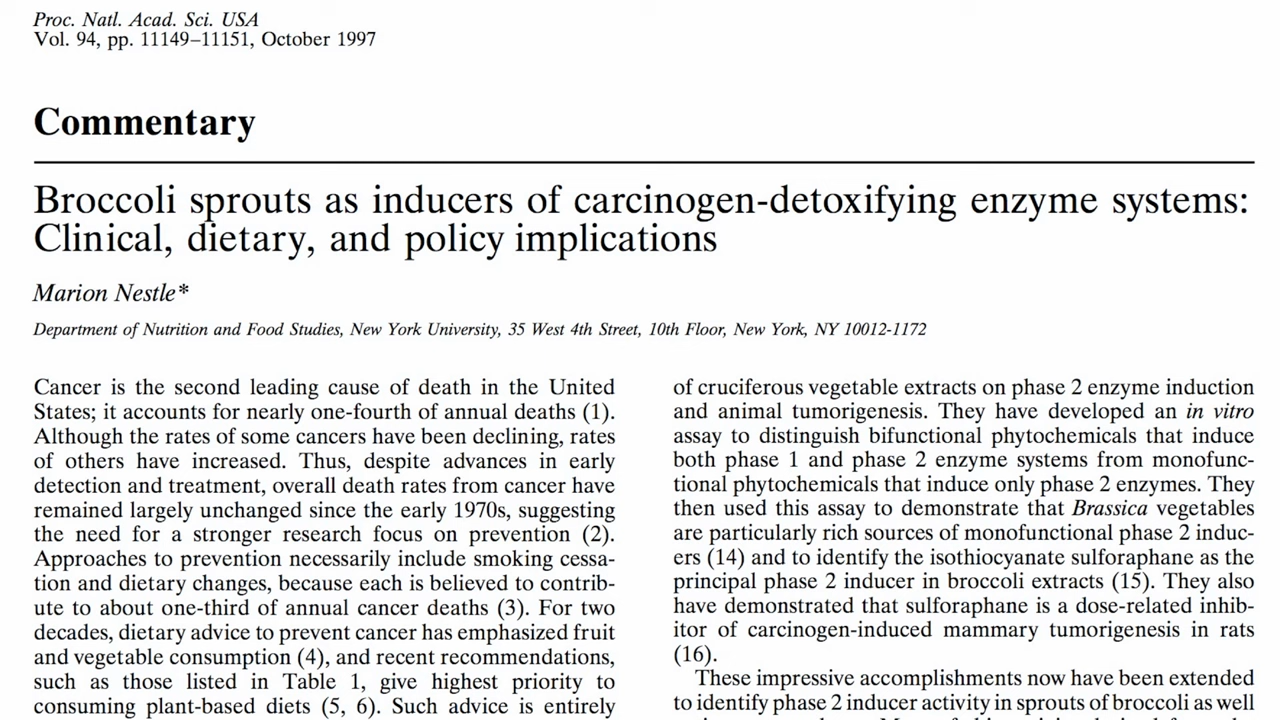 Proc. Natl. Acad. Sci. USA
Vol. 94, pp. 11149–11151, October 1997
Commentary
Broccoli sprouts as inducers of carcinogen-detoxifying enzyme systems:
Clinical, dietary, and policy implications
Marion Nestle*
Department of Nutrition and Food Studies, New York University, 35 West 4th Street, 10th Floor, New York, NY 10012-1172
Cancer is the second leading cause of death in the United
States; it accounts for nearly one-fourth of annual deaths (1).
Although the rates of some cancers have been declining, rates
of others have increased. Thus, despite advances in early
detection and treatment, overall death rates from cancer have
remained largely unchanged since the early 1970s, suggesting
the need for a stronger research focus on prevention (2).
Approaches to prevention necessarily include smoking cessa-
tion and dietary changes, because each is believed to contrib-
ute to about one-third of annual cancer deaths (3). For two
decades, dietary advice to prevent cancer has emphasized fruit
and vegetable consumption (4), and recent recommendations,
such as those listed in Table 1, give highest priority to
consuming plant-based diets (5, 6). Such advice is entirely
of cruciferous vegetable extracts on phase 2 enzyme induction
and animal tumorigenesis. They have developed an in vitro
assay to distinguish bifunctional phytochemicals that induce
both phase 1 and phase 2 enzyme systems from monofunc-
tional phytochemicals that induce only phase 2 enzymes. They
then used this assay to demonstrate that Brassica vegetables
are particularly rich sources of monofunctional phase 2 induc-
ers (14) and to identify the isothiocyanate sulforaphane as the
principal phase 2 inducer in broccoli extracts (15). They also
have demonstrated that sulforaphane is a dose-related inhib-
itor of carcinogen-induced mammary tumorigenesis in rats
(16).
These impressive accomplishments now have been extended
to identify phase 2 inducer activity in sprouts of broccoli as well